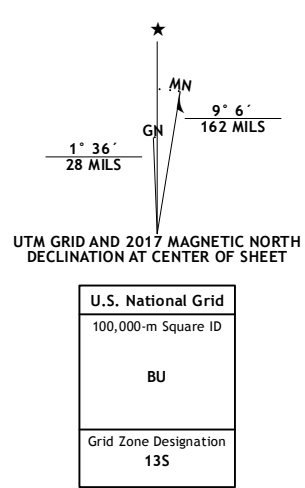 ★
MN
GN
9° 6´
162 MILS
1° 36´
28 MILS
UTM GRID AND 2017 MAGNETIC NORTH
DECLINATION AT CENTER OF SHEET
U.S. National Grid
100,000-m Square ID
BU
Grid Zone Designation
13S